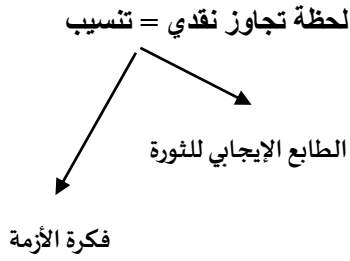 لحظة تجاوز نقدي = تنسيب
الطابع الإيجابي للثورة
فكرة الأزمة